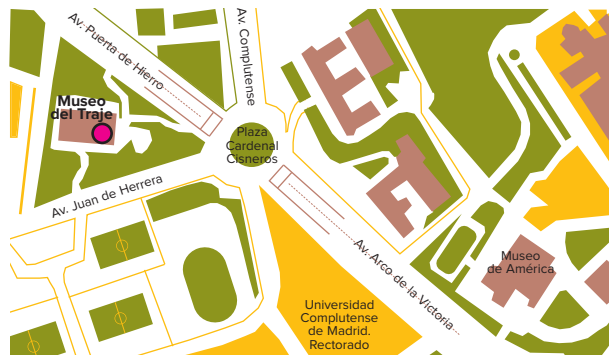 Av. Puerta de Hierro
Av. Complutense
Museo
del Traje
Plaza
Cardenal
Cisneros
Av. Juan de Herrera
Av. Arco de la Victoria
Museo
de América
Universidad
Complutense
de Madrid.
Rectorado